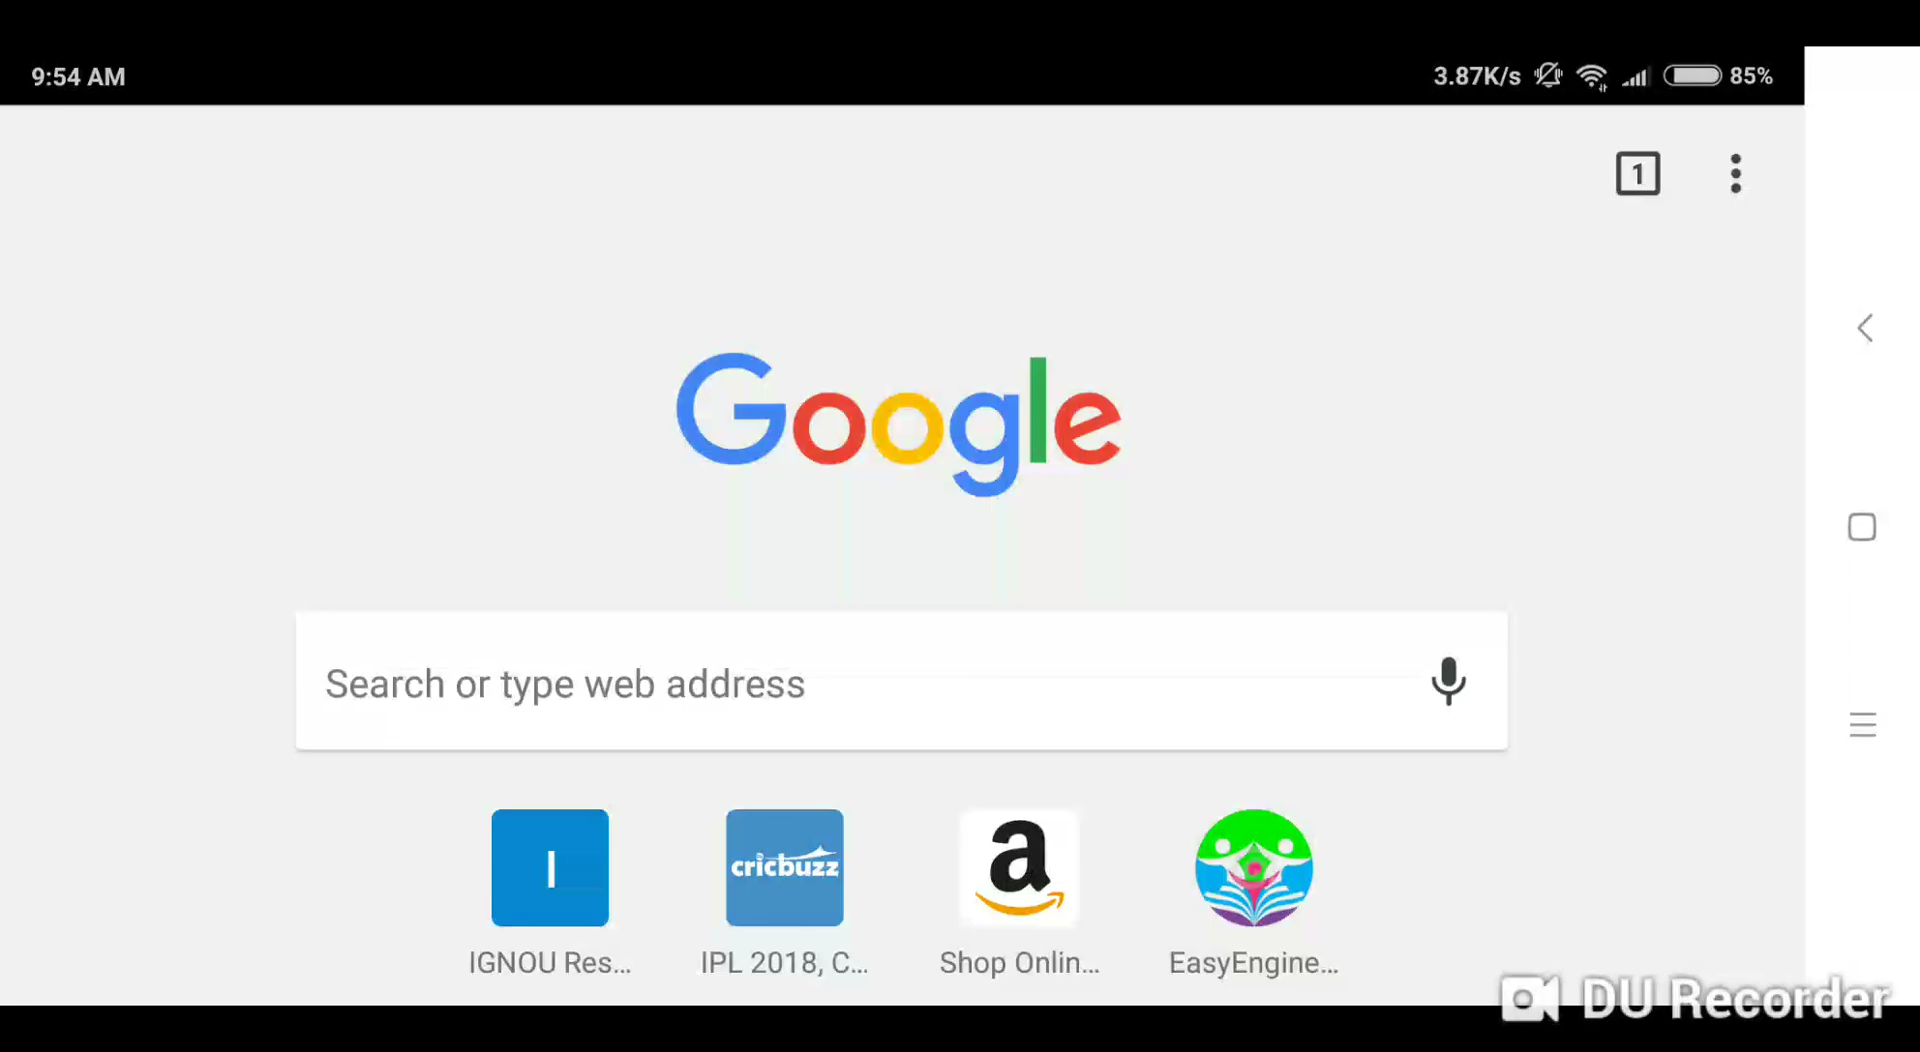 9:54 AM
3.87K/s 85%
1
Google
Search or type web address
I
cricbuzz
a
IGNOU Res...
IPL 2018, C...
Shop Onlin...
EasyEngine...
DU Recorder